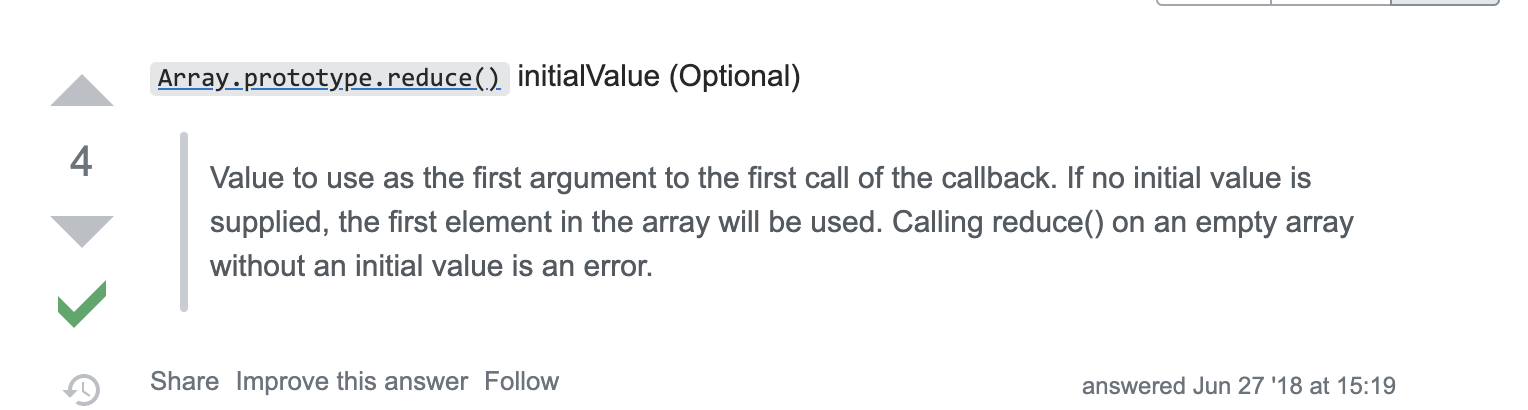 Array.prototype.reduce() initialValue (Optional)
4
Value to use as the first argument to the first call of the callback. If no initial value is
supplied, the first element in the array will be used. Calling reduce() on an empty array
without an initial value is an error.
Share Improve this answer Follow
answered Jun 27 '18 at 15:19